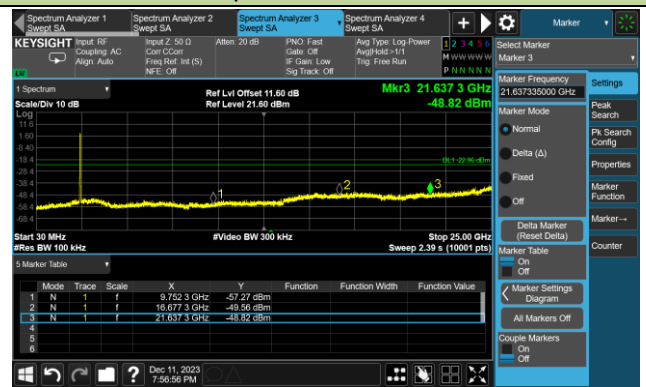 Spectrum Analyzer 1 Swept SA
Spectrum Analyzer 2 Swept SA
Spectrum Analyzer 3 Swept SA
Spectrum Analyzer 4 Swept SA
Marker
KEYSIGHT
Input: RF
Coupling: AC
Align: Auto
Input Z: 50 Ω
Corr CCorr
Freq Ref: Int (S)
NFE: Off
Atten: 20 dB
PNO: Fast
Gate: Off
IF Gain: Low
Sig Track: Off
Avg Type: Log-Power
Avg|Hold:>1/1
Trig: Free Run
1 2 3 4 5 6
M W W W W W
P N N N N N
Select Marker
Marker 3
1 Spectrum
Scale/Div 10 dB
Ref Lvl Offset 11.60 dB
Ref Level 21.60 dBm
Mkr3 21.637 3 GHz
-48.82 dBm
Log
11.6
1.60
-8.40
-18.4
-28.4
-38.4
-48.4
-58.4
-68.4
DL1 -22.96 dBm
1
2
3
Start 30 MHz
#Res BW 100 kHz
#Video BW 300 kHz
Stop 25.00 GHz
Sweep 2.39 s (10001 pts)
5 Marker Table
Mode Trace Scale X Y Function Function Width Function Value
1 N 1 f 9.752 3 GHz -57.27 dBm
2 N 1 f 16.677 3 GHz -49.56 dBm
3 N 1 f 21.637 3 GHz -48.82 dBm
4
5
6
Marker Frequency
21.637335000 GHz
Marker Mode
Normal
Delta (Δ)
Fixed
Off
Delta Marker
(Reset Delta)
Marker Table
On
Off
Marker Settings
Diagram
All Markers Off
Couple Markers
On
Off
Settings
Peak
Search
Pk Search
Config
Properties
Marker
Function
Marker→
Counter
Dec 11, 2023
7:56:56 PM